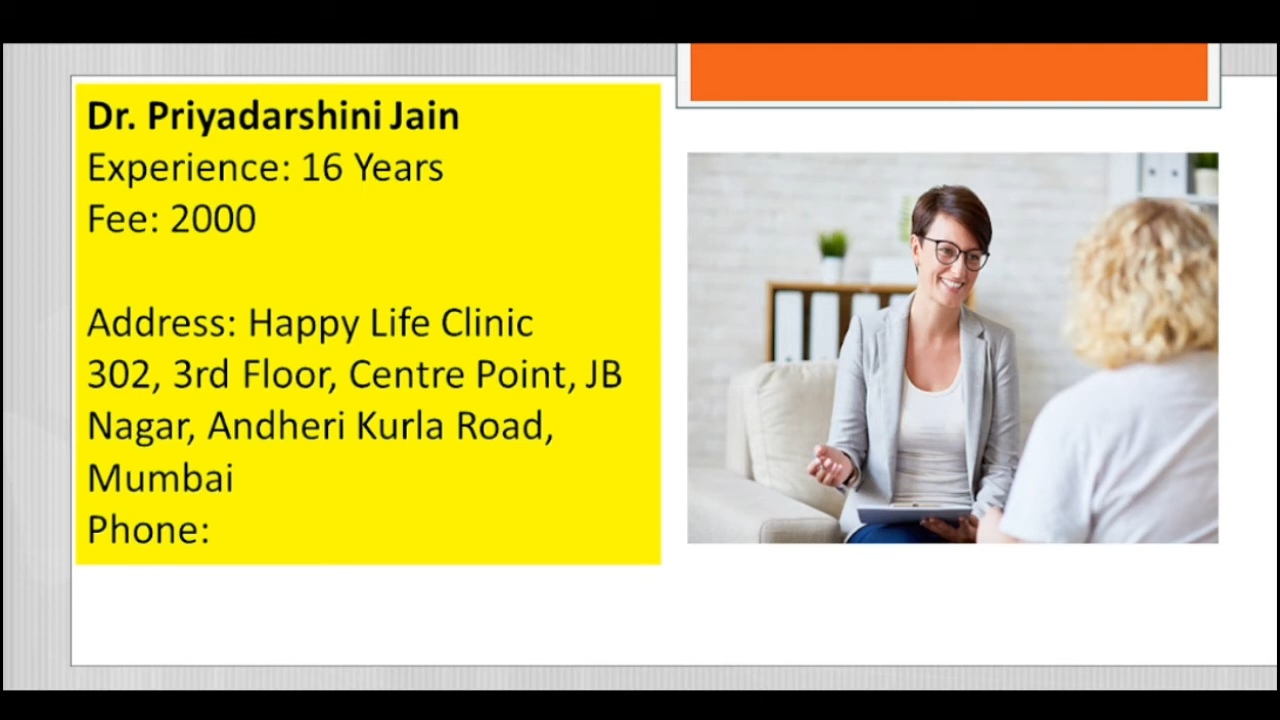 Dr. Priyadarshini Jain
Experience: 16 Years
Fee: 2000
Address: Happy Life Clinic
302, 3rd Floor, Centre Point, JB
Nagar, Andheri Kurla Road,
Mumbai
Phone: